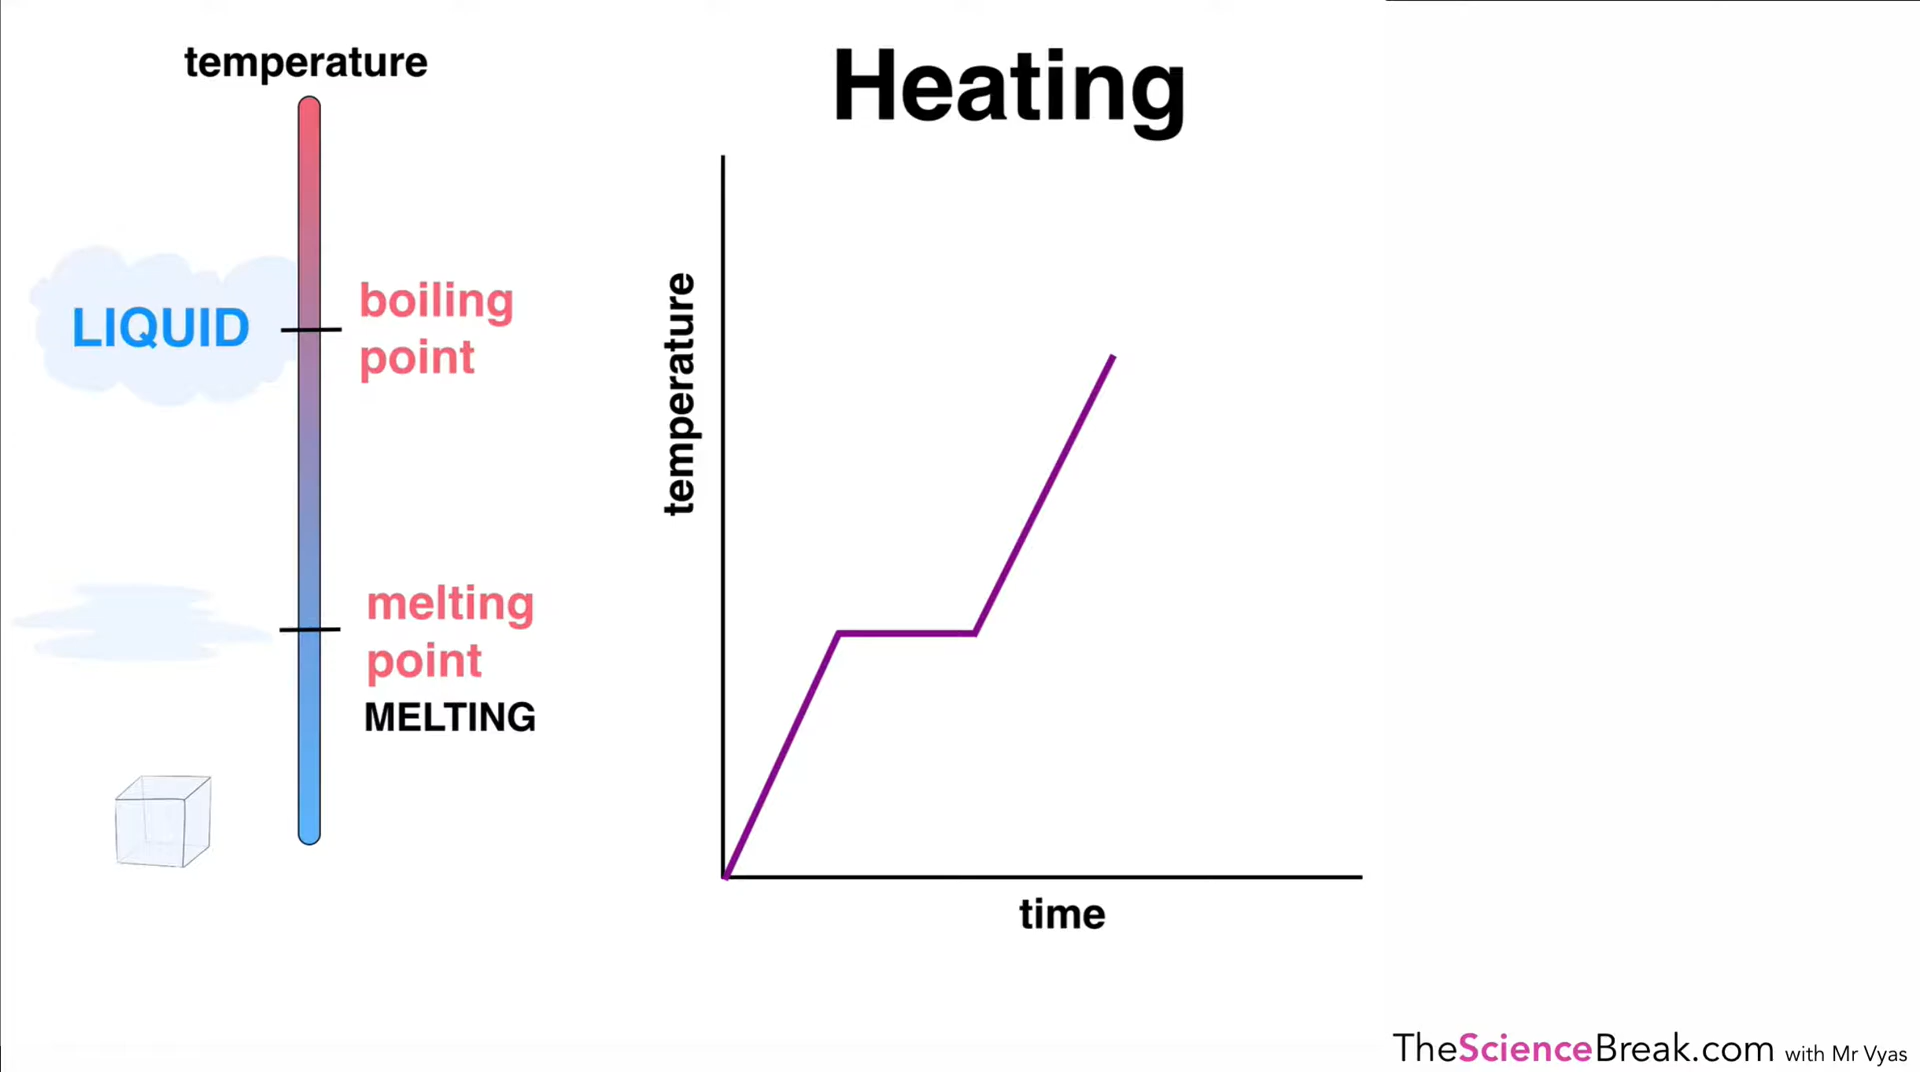 temperature
Heating
LIQUID
boiling
point
temperature
melting
point
MELTING
time
TheScienceBreak.com with Mr Vyas